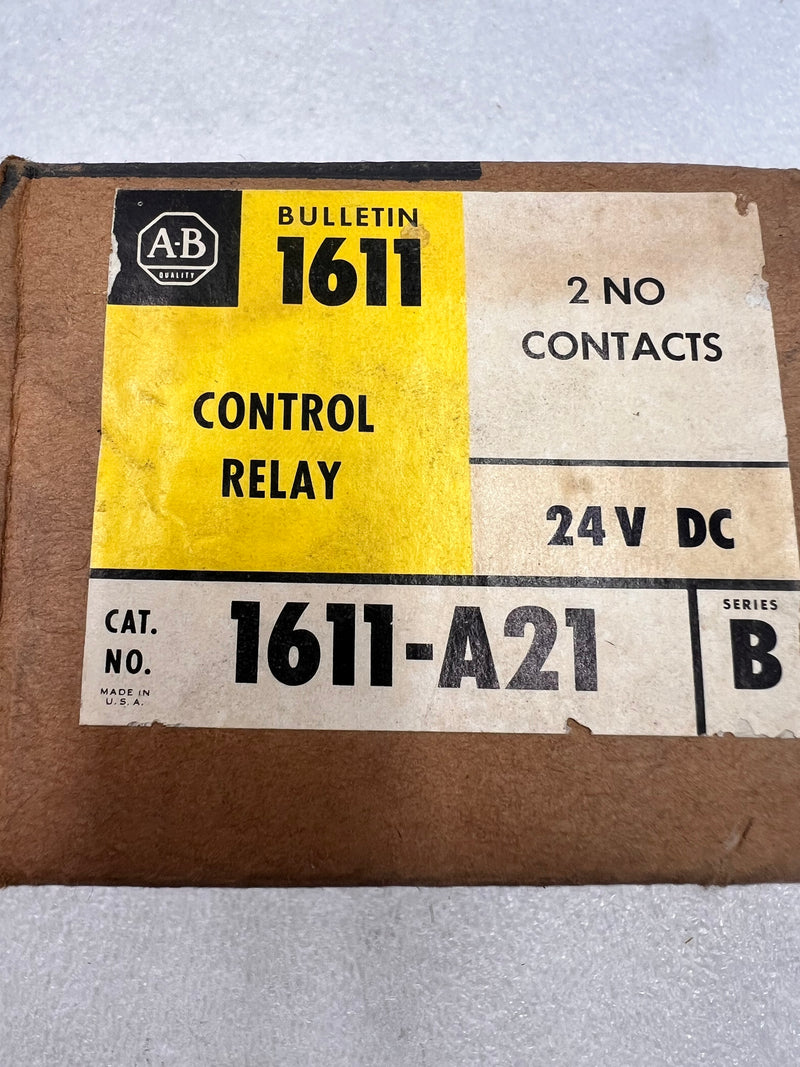 A-B
QUALITY
BULLETIN
1611
CONTROL
RELAY
2 NO
CONTACTS
24V DC
CAT.
NO.
1611-A21
MADE IN
U.S.A.
SERIES
B